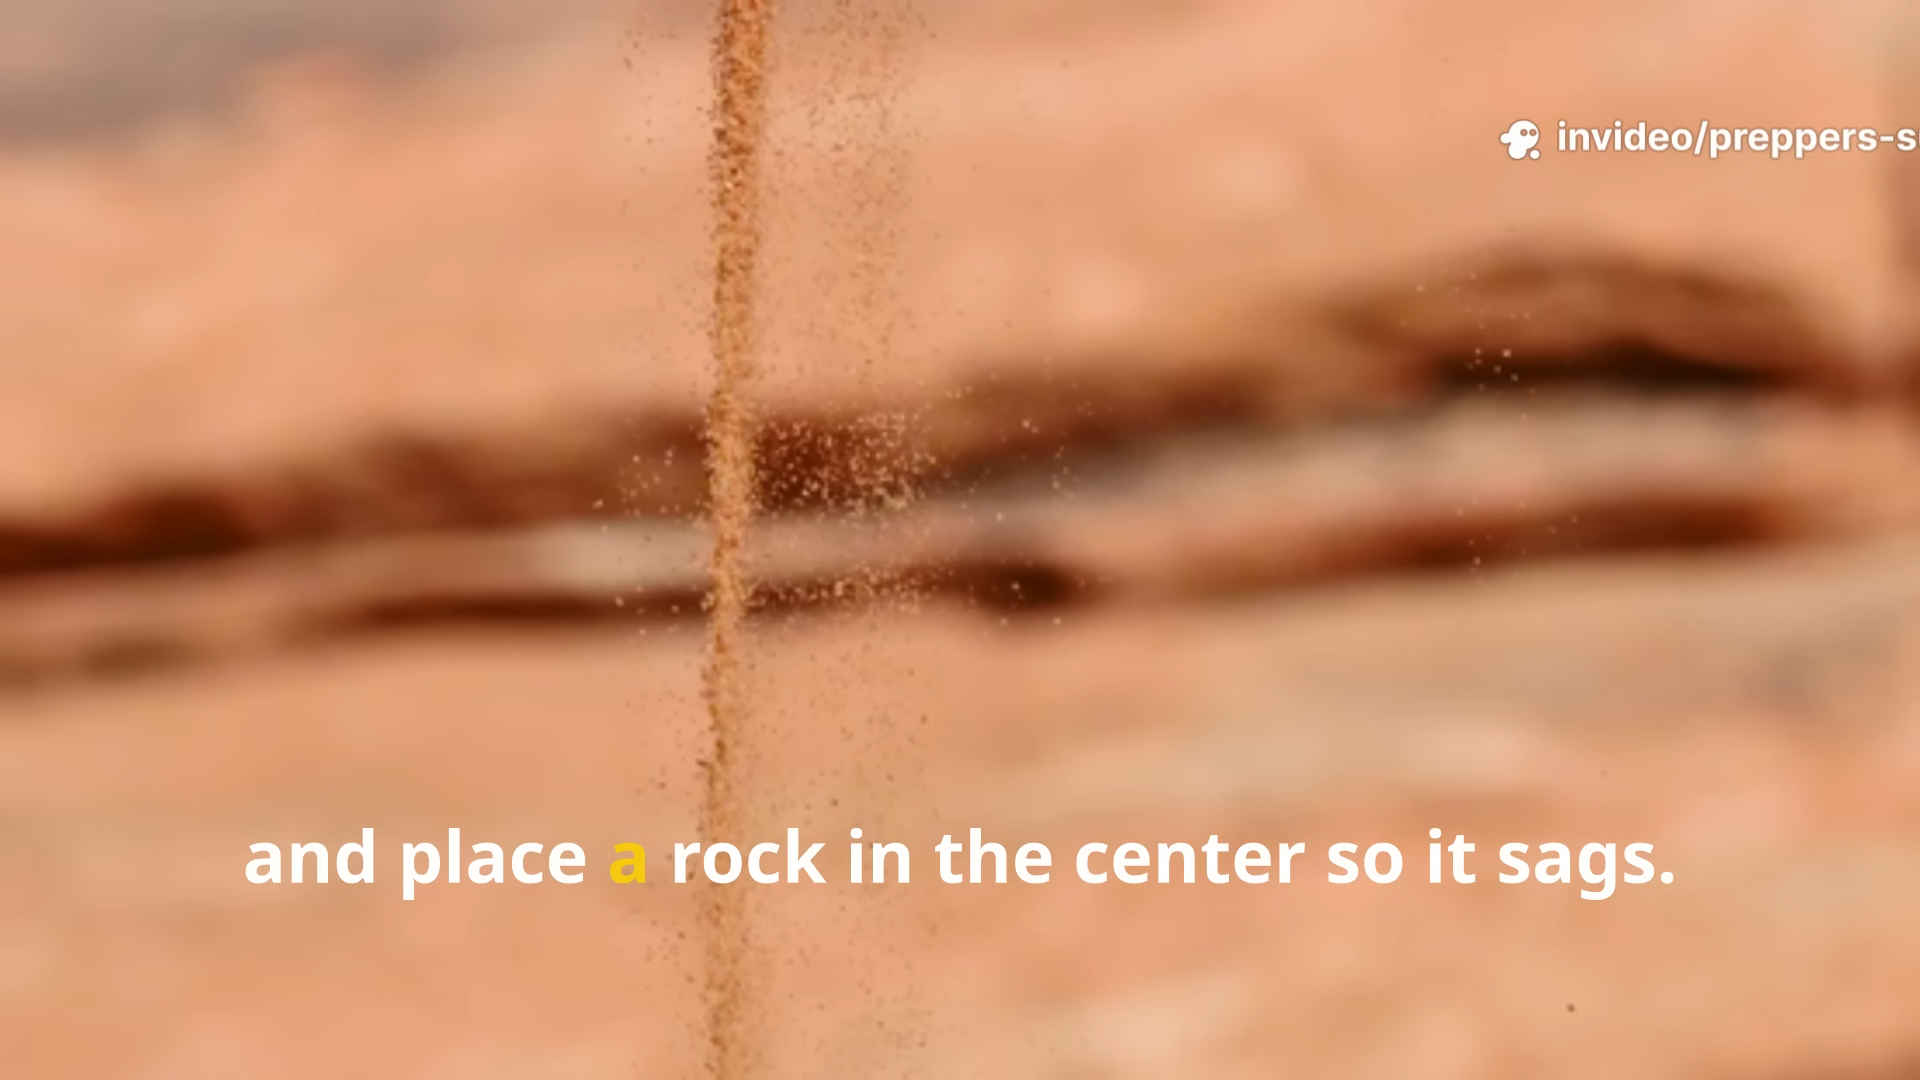 invideo/preppers-s
and place a rock in the center so it sags.